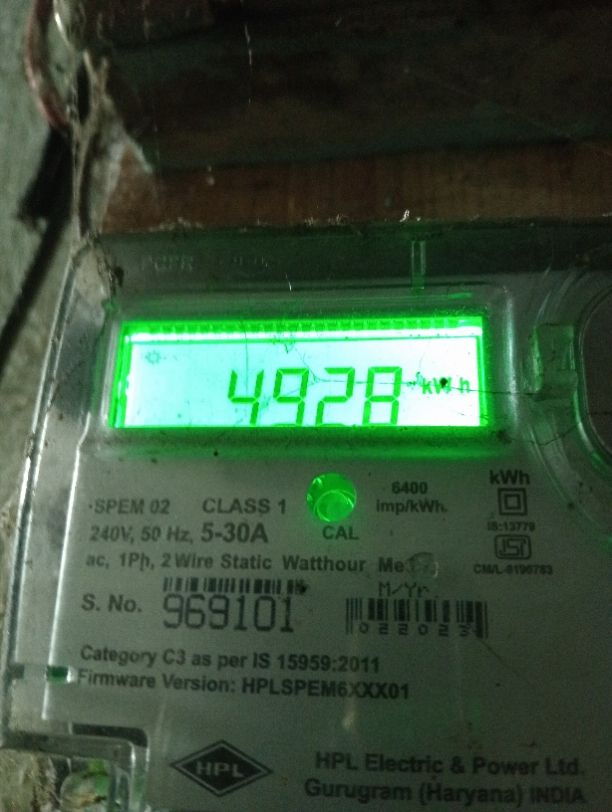 4928 kWh
6400
imp/kWh.
kWh
SPEM 02 CLASS 1
CAL
IS:13779
240V, 50 Hz, 5-30A
ac, 1Ph, 2 Wire Static Watthour
CM/L-8196783
M/Yr.
S. No. 969101
Category C3 as per IS 15959:2011
Firmware Version: HPLSPEM6XXX01
HPL
HPL Electric & Power Ltd.
Gurugram (Haryana) INDIA